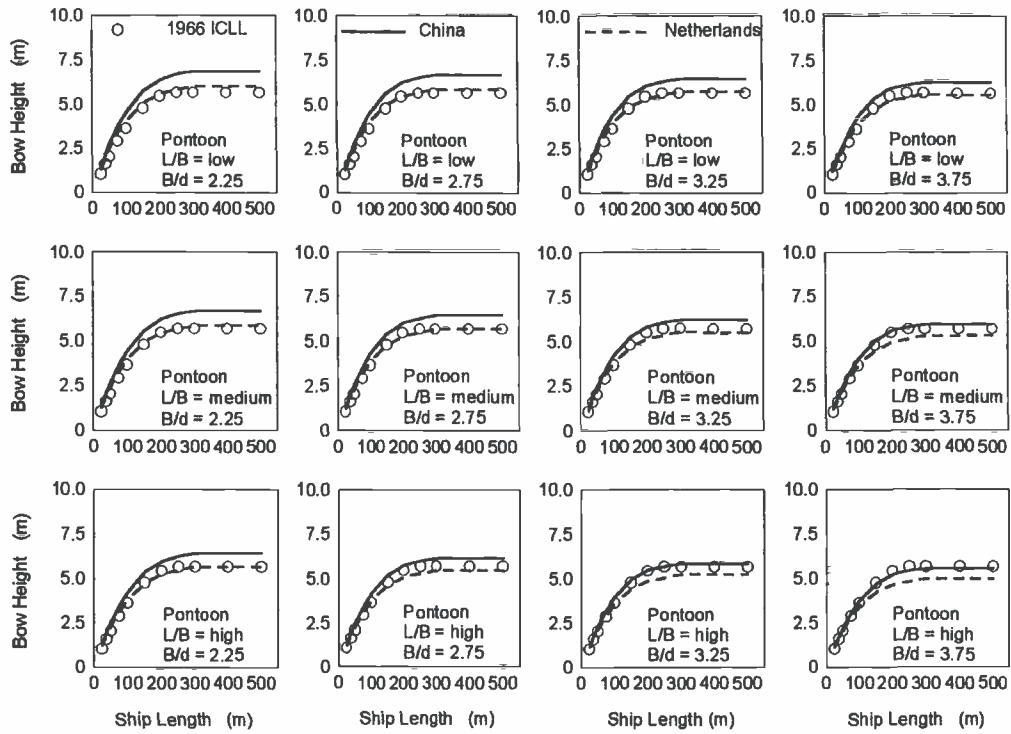 1966 ICLL
China
Netherlands
Bow Height (m)
10.0
7.5
5.0
2.5
0
Pontoon
L/B = low
B/d = 2.25
0 100 200 300 400 500
10.0
7.5
5.0
2.5
0
Pontoon
L/B = low
B/d = 2.75
0 100 200 300 400 500
10.0
7.5
5.0
2.5
0
Pontoon
L/B = low
B/d = 3.25
0 100 200 300 400 500
10.0
7.5
5.0
2.5
0
Pontoon
L/B = low
B/d = 3.75
0 100 200 300 400 500
Bow Height (m)
10.0
7.5
5.0
2.5
0
Pontoon
L/B = medium
B/d = 2.25
0 100 200 300 400 500
10.0
7.5
5.0
2.5
0
Pontoon
L/B = medium
B/d = 2.75
0 100 200 300 400 500
10.0
7.5
5.0
2.5
0
Pontoon
L/B = medium
B/d = 3.25
0 100 200 300 400 500
10.0
7.5
5.0
2.5
0
Pontoon
L/B = medium
B/d = 3.75
0 100 200 300 400 500
Bow Height (m)
10.0
7.5
5.0
2.5
0
Pontoon
L/B = high
B/d = 2.25
0 100 200 300 400 500
Ship Length (m)
10.0
7.5
5.0
2.5
0
Pontoon
L/B = high
B/d = 2.75
0 100 200 300 400 500
Ship Length (m)
10.0
7.5
5.0
2.5
0
Pontoon
L/B = high
B/d = 3.25
0 100 200 300 400 500
Ship Length (m)
10.0
7.5
5.0
2.5
0
Pontoon
L/B = high
B/d = 3.75
0 100 200 300 400 500
Ship Length (m)